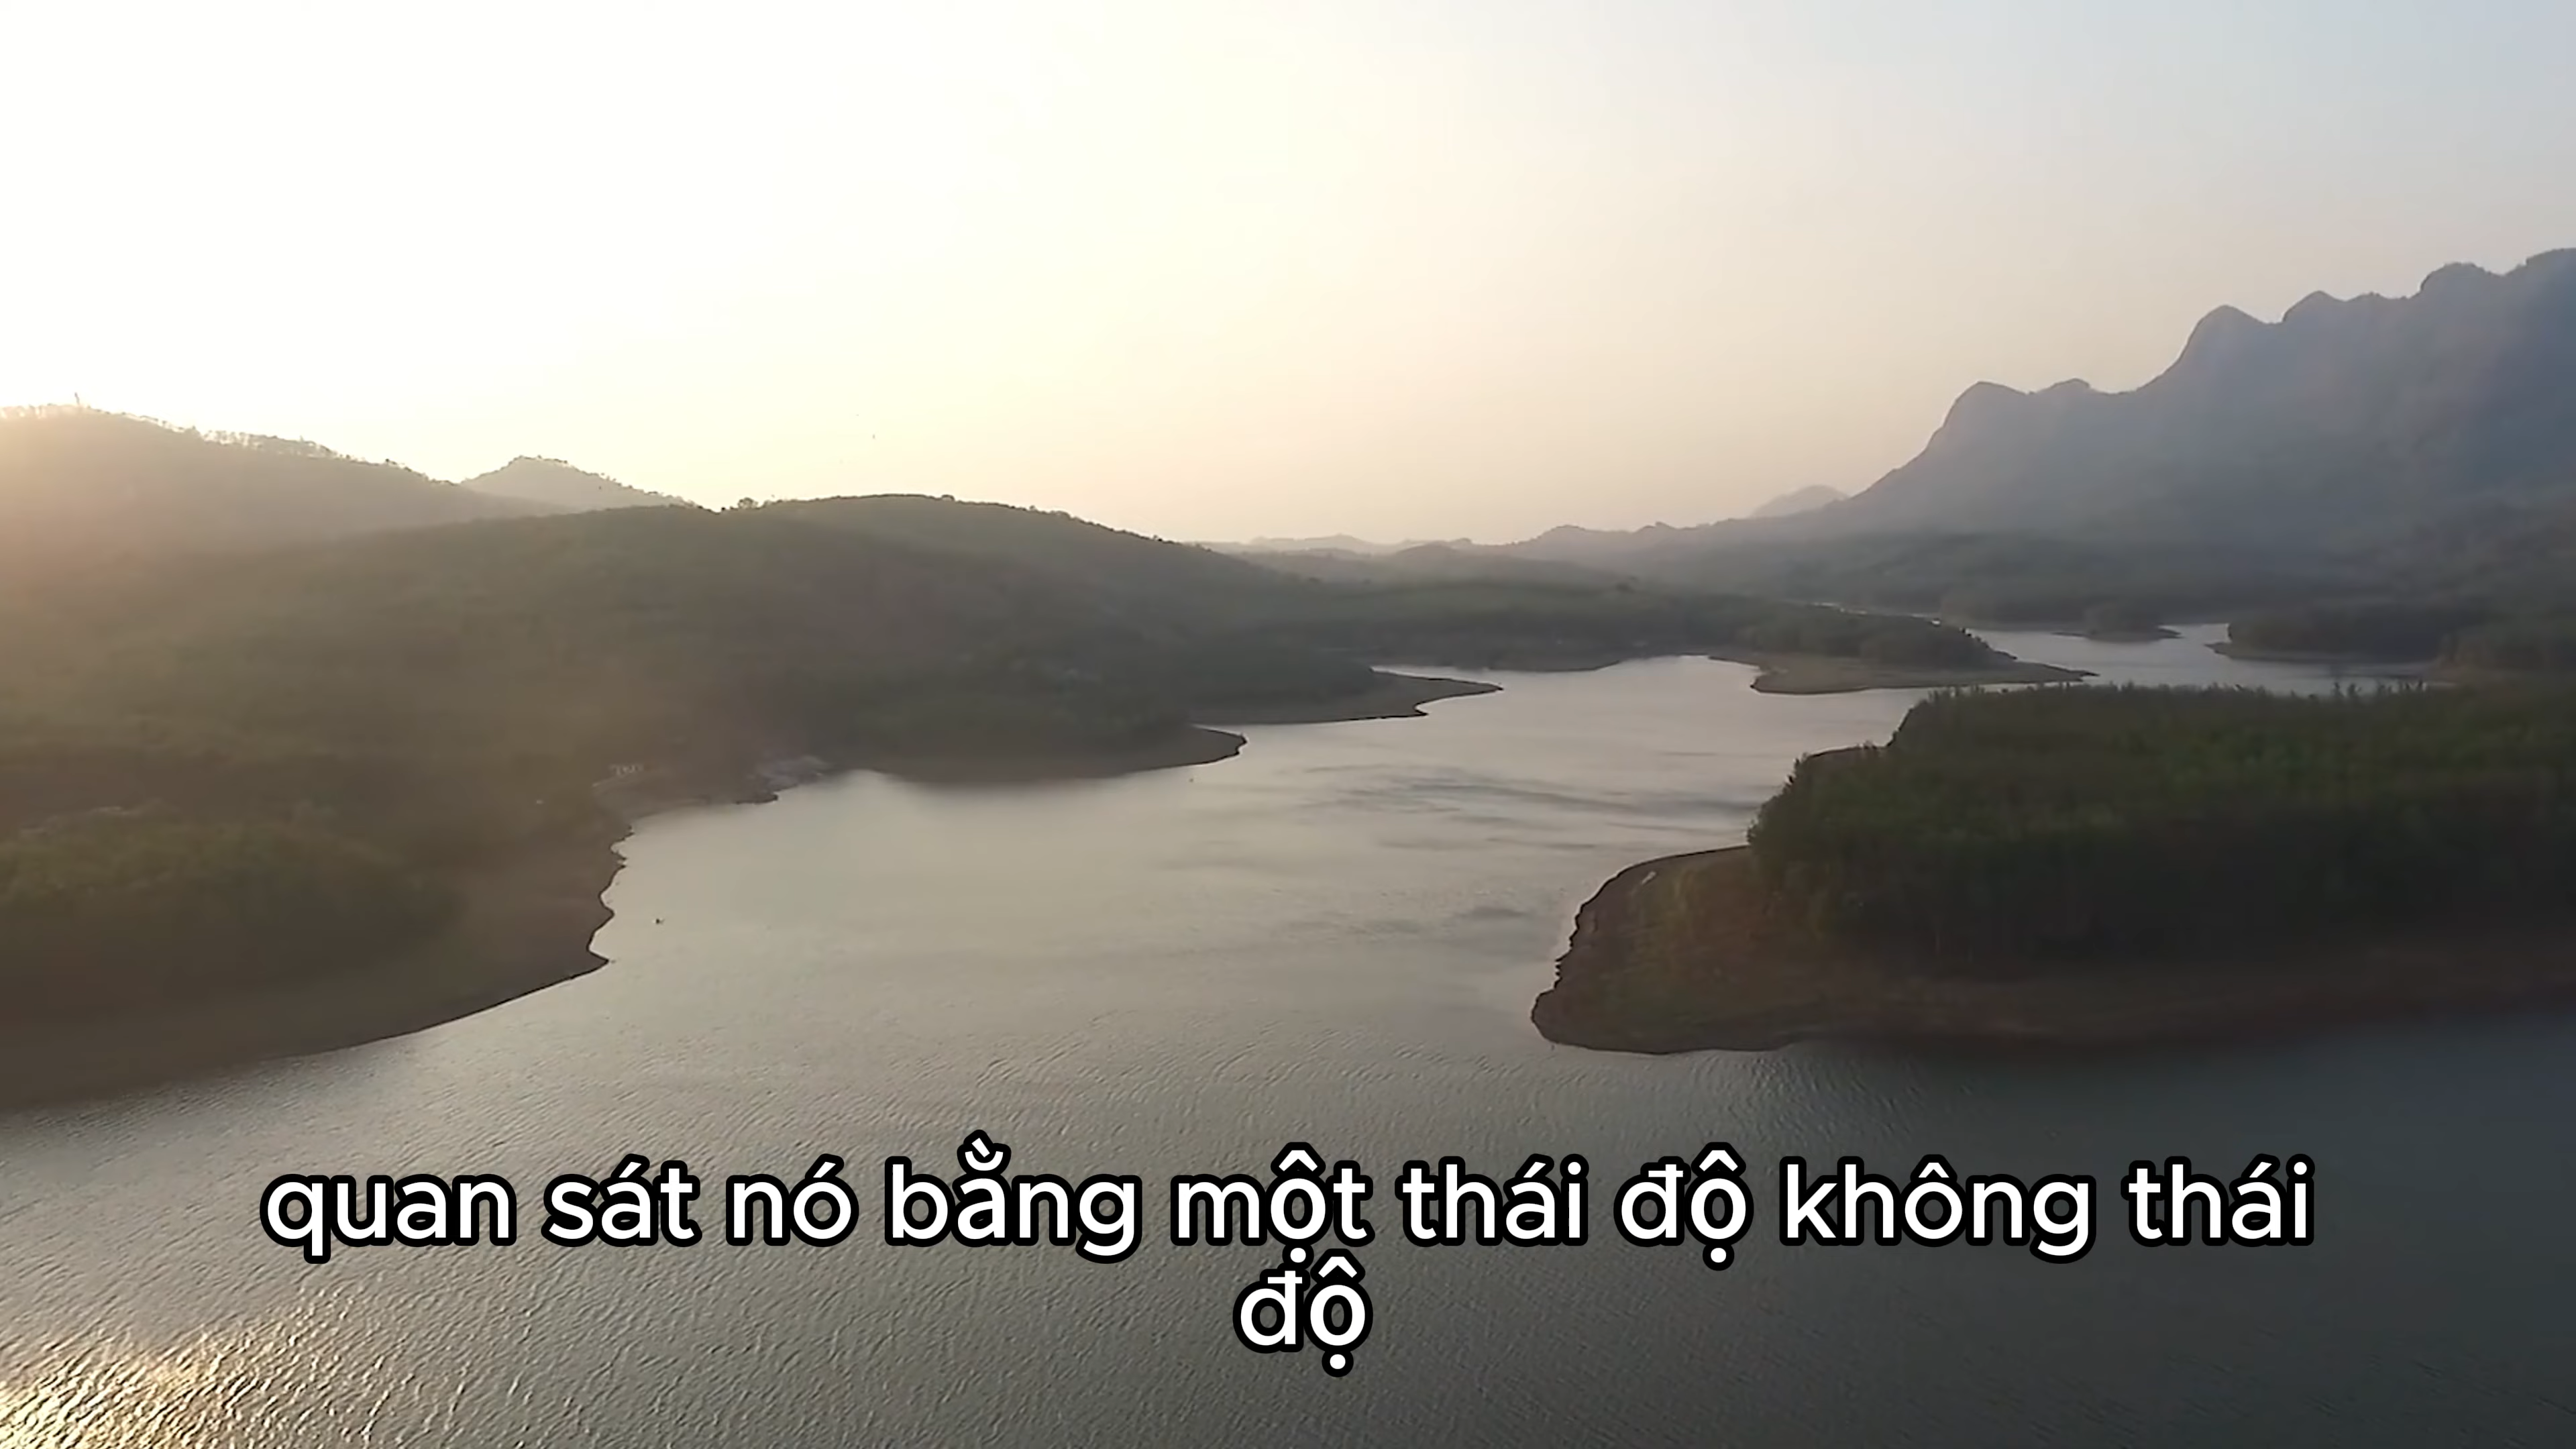 quan sát nó bằng một thái độ không thái
độ